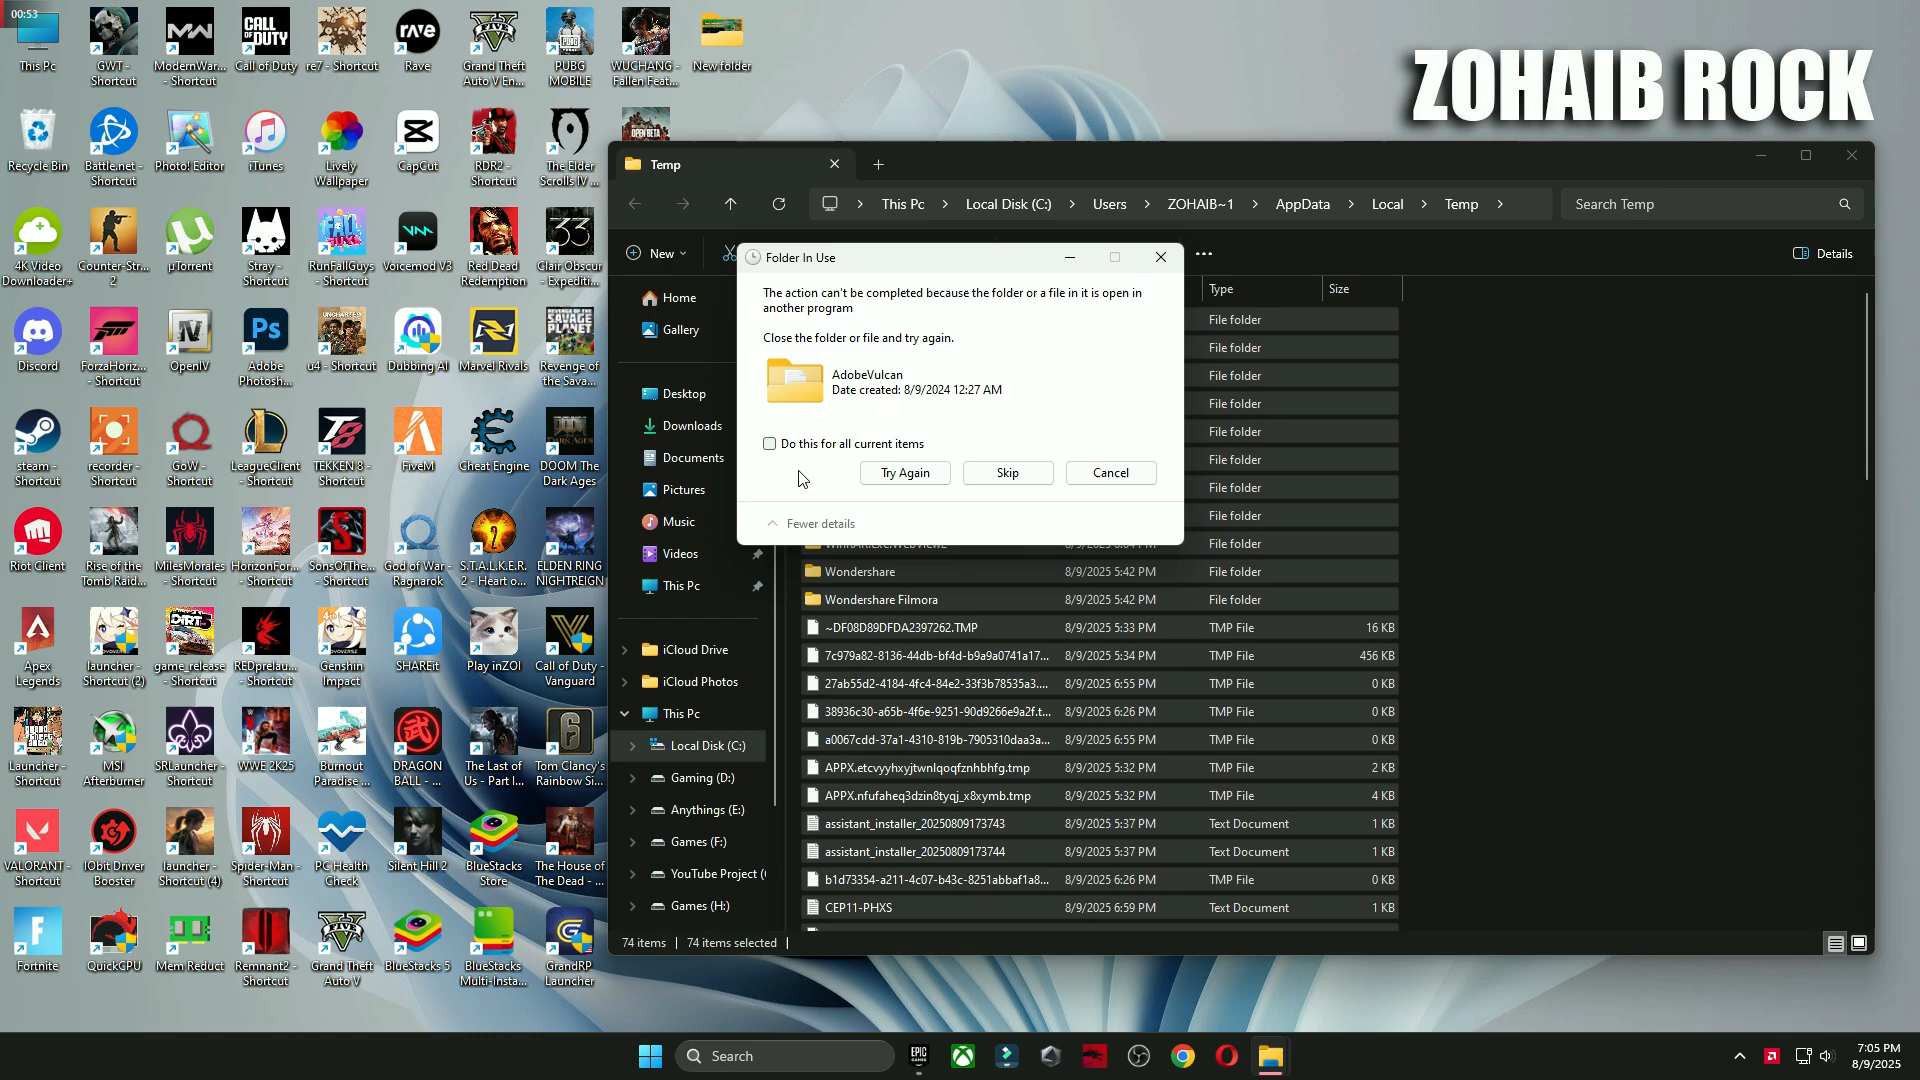 00:53
This Pc
GWT -
Shortcut
ModernWar...
- Shortcut
Call of Duty
re7 - Shortcut
Rave
Grand Theft
Auto V En...
PUBG
MOBILE
WUCHANG -
Fallen Feat...
New folder
ZOHAIB ROCK
Recycle Bin
Battle.net -
Shortcut
Photo! Editor
iTunes
Lively
Wallpaper
CapCut
RDR2 -
Shortcut
The Elder
Scrolls IV ...
4K Video
Downloader+
Counter-Str...
2
µTorrent
Stray -
Shortcut
RunFallGuys
- Shortcut
Voicemod V3
Red Dead
Redemption
Clair Obscur
- Expediti...
Discord
ForzaHoriz...
- Shortcut
OpenIV
Adobe
Photosh...
u4 - Shortcut
Dubbing AI
Marvel Rivals
Revenge of
the Sava...
steam -
Shortcut
recorder -
Shortcut
GoW -
Shortcut
LeagueClient
- Shortcut
TEKKEN 8 -
Shortcut
FiveM
Cheat Engine
DOOM The
Dark Ages
Riot Client
Rise of the
Tomb Raid...
MilesMorales
- Shortcut
HorizonFor...
- Shortcut
SonsOfThe...
- Shortcut
God of War -
Ragnarok
S.T.A.L.K.E.R.
2 - Heart o...
ELDEN RING
NIGHTREIGN
Apex
Legends
launcher -
Shortcut (2)
game_release
- Shortcut
REDprelau...
- Shortcut
Genshin
Impact
SHAREit
Play inZOI
Call of Duty -
Vanguard
Launcher -
Shortcut
MSI
Afterburner
SRLauncher -
Shortcut
WWE 2K25
Burnout
Paradise ...
DRAGON
BALL - ...
The Last of
Us - Part I...
Tom Clancy's
Rainbow Si...
VALORANT -
Shortcut
IObit Driver
Booster
launcher -
Shortcut (4)
Spider-Man -
Shortcut
PC Health
Check
Silent Hill 2
BlueStacks
Store
The House of
The Dead - ...
Fortnite
QuickCPU
Mem Reduct
Remnant2 -
Shortcut
Grand Theft
Auto V
BlueStacks 5
BlueStacks
Multi-Insta...
GrandRP
Launcher
Temp
This Pc > Local Disk (C:) > Users > ZOHAIB~1 > AppData > Local > Temp >
Search Temp
New
Details
Type Size
Home
Gallery
Desktop
Downloads
Documents
Pictures
Music
Videos
This Pc
iCloud Drive
iCloud Photos
This Pc
Local Disk (C:)
Gaming (D:)
Anythings (E:)
Games (F:)
YouTube Project (
Games (H:)
Folder In Use
The action can't be completed because the folder or a file in it is open in
another program
Close the folder or file and try again.
AdobeVulcan
Date created: 8/9/2024 12:27 AM
Do this for all current items
Try Again
Skip
Cancel
Fewer details
File folder
File folder
File folder
File folder
File folder
File folder
File folder
File folder
File folder
Wondershare 8/9/2025 5:42 PM File folder
Wondershare Filmora 8/9/2025 5:42 PM File folder
~DF08D89DFDA2397262.TMP 8/9/2025 5:33 PM TMP File 16 KB
7c979a82-8136-44db-bf4d-b9a9a0741a17... 8/9/2025 5:34 PM TMP File 456 KB
27ab55d2-4184-4fc4-84e2-33f3b78535a3.... 8/9/2025 6:55 PM TMP File 0 KB
38936c30-a65b-4f6e-9251-90d9266e9a2f.t... 8/9/2025 6:26 PM TMP File 0 KB
a0067cdd-37a1-4310-819b-7905310daa3a... 8/9/2025 6:55 PM TMP File 0 KB
APPX.etcvyyhxyjtwnlqoqfznhbhfg.tmp 8/9/2025 5:32 PM TMP File 2 KB
APPX.nfufaheq3dzin8tyqj_x8xymb.tmp 8/9/2025 5:32 PM TMP File 4 KB
assistant_installer_20250809173743 8/9/2025 5:37 PM Text Document 1 KB
assistant_installer_20250809173744 8/9/2025 5:37 PM Text Document 1 KB
b1d73354-a211-4c07-b43c-8251abbaf1a8... 8/9/2025 6:26 PM TMP File 0 KB
CEP11-PHXS 8/9/2025 6:59 PM Text Document 1 KB
74 items
74 items selected
Search
7:05 PM
8/9/2025